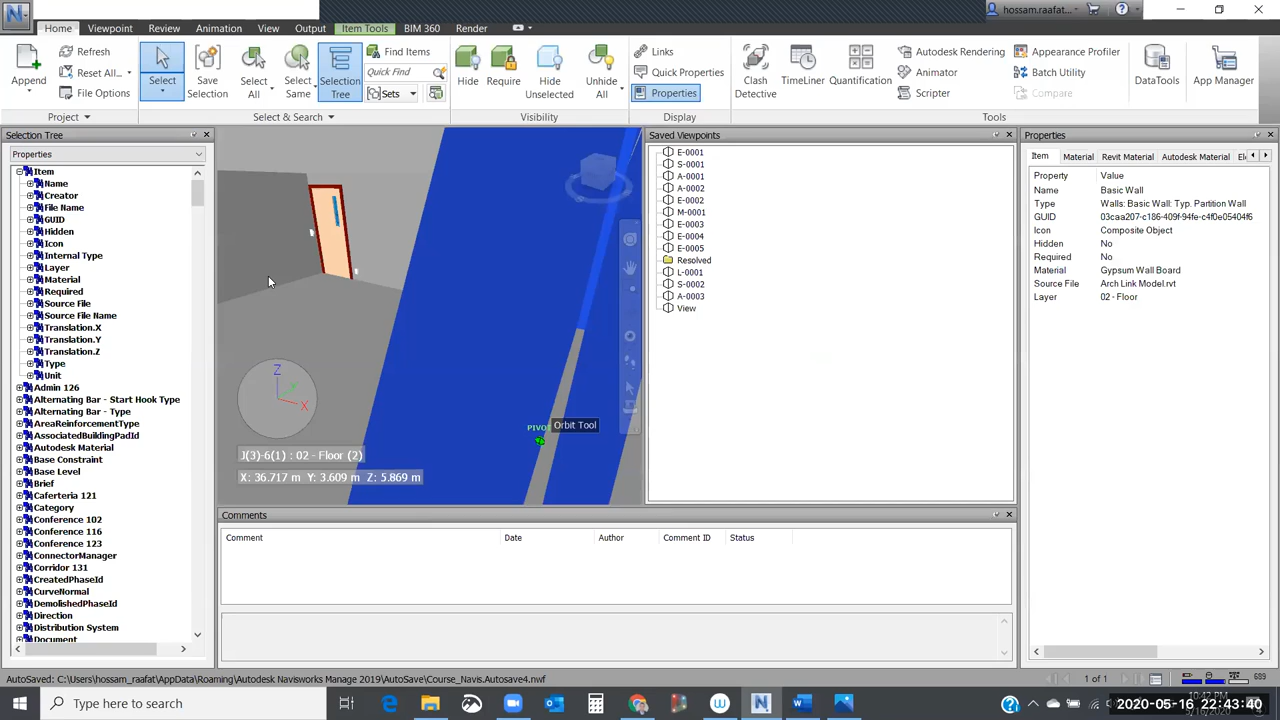 hossam.raafat...
Home Viewpoint Review Animation View Output Item Tools BIM 360 Render
Append
Refresh
Reset All...
File Options
Project
Select
Save Selection
Select All
Select Same
Selection Tree
Find Items
Quick Find
Sets
Select & Search
Hide
Require
Hide Unselected
Unhide All
Visibility
Links
Quick Properties
Properties
Display
Clash Detective
TimeLiner
Quantification
Autodesk Rendering
Animator
Scripter
Appearance Profiler
Batch Utility
Compare
DataTools
App Manager
Tools
Selection Tree
Properties
Item
Name
Creator
File Name
GUID
Hidden
Icon
Internal Type
Layer
Material
Required
Source File
Source File Name
Translation.X
Translation.Y
Translation.Z
Type
Unit
Admin 126
Alternating Bar - Start Hook Type
Alternating Bar - Type
AreaReinforcementType
AssociatedBuildingPadId
Autodesk Material
Base Constraint
Base Level
Brief
Caferteria 121
Category
Conference 102
Conference 116
Conference 123
ConnectorManager
Corridor 131
CreatedPhaseId
CurveNormal
DemolishedPhaseId
Direction
Distribution System
Document
Z
X
PIVO
Orbit Tool
J(3)-6(1) : 02 - Floor (2)
X: 36.717 m Y: 3.609 m Z: 5.869 m
Saved Viewpoints
E-0001
S-0001
A-0001
A-0002
E-0002
M-0001
E-0003
E-0004
E-0005
Resolved
L-0001
S-0002
A-0003
View
Comments
Comment Date Author Comment ID Status
Properties
Item Material Revit Material Autodesk Material El
Property Value
Name Basic Wall
Type Walls: Basic Wall: Typ. Partition Wall
GUID 03caa207-c186-409f-94fe-c4f0e05404f6
Icon Composite Object
Hidden No
Required No
Material Gypsum Wall Board
Source File Arch Link Model.rvt
Layer 02 - Floor
AutoSaved: C:\Users\hossam_raafat\AppData\Roaming\Autodesk Navisworks Manage 2019\AutoSave\Course_Navis.Autosave4.nwf
1 of 1
689
Type here to search
10:42 PM
2020-05-16 22:43:40